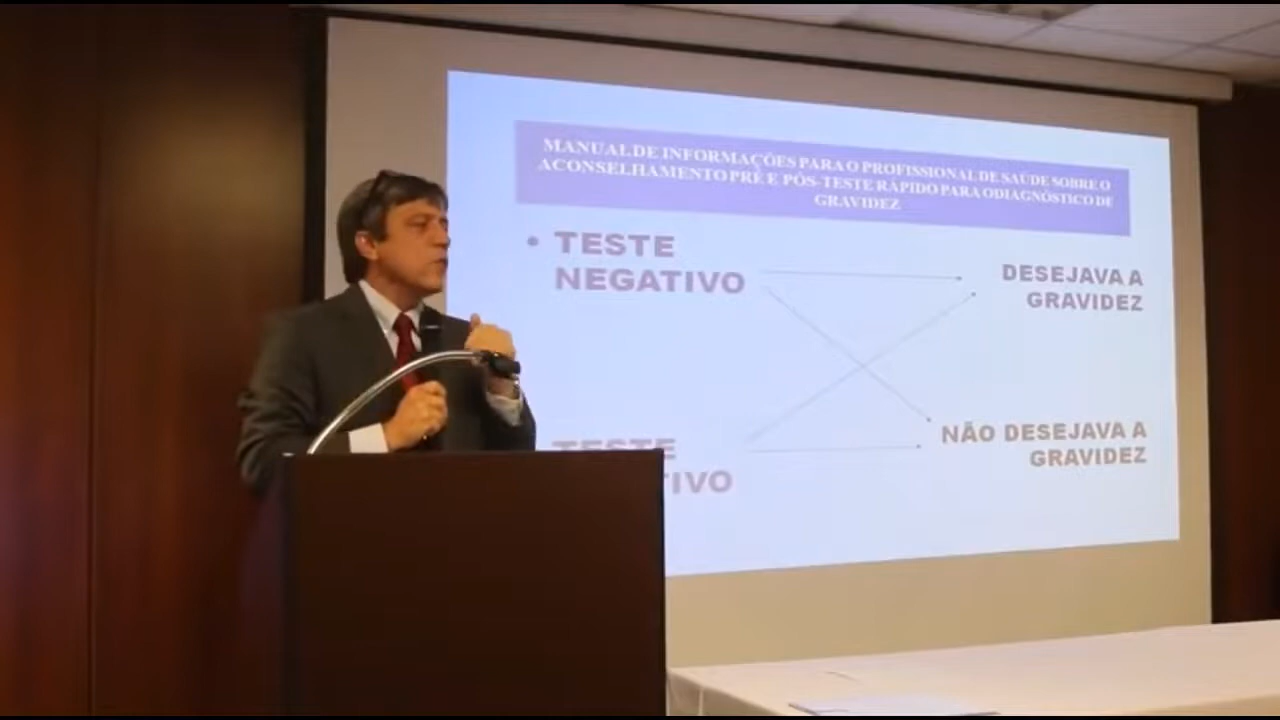 MANUAL DE INFORMAÇÕES PARA O PROFISSIONAL DE SAÚDE SOBRE O
ACONSELHAMENTO PRÉ E PÓS-TESTE RÁPIDO PARA ODIAGNÓSTICO DE
GRAVIDEZ
• TESTE
NEGATIVO
DESEJAVA A
GRAVIDEZ
TESTE
TIVO
NÃO DESEJAVA A
GRAVIDEZ